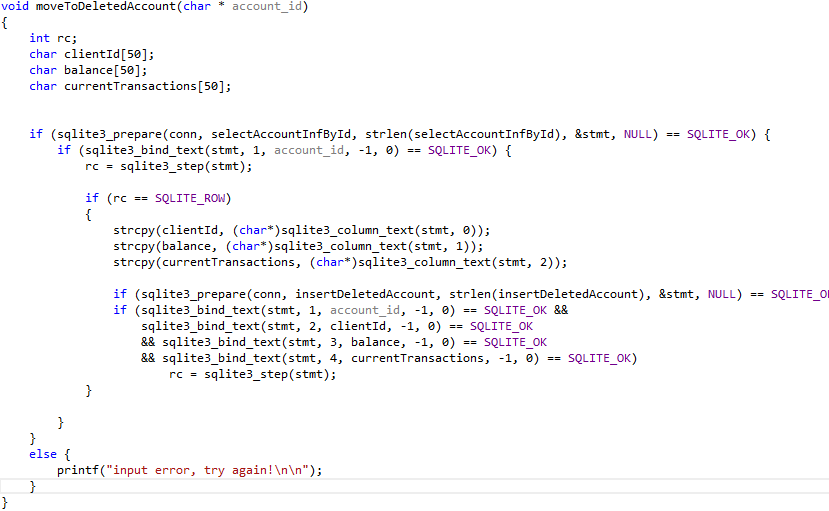 void moveToDeletedAccount(char * account_id)
{
    int rc;
    char clientId[50];
    char balance[50];
    char currentTransactions[50];


    if (sqlite3_prepare(conn, selectAccountInfById, strlen(selectAccountInfById), &stmt, NULL) == SQLITE_OK) {
        if (sqlite3_bind_text(stmt, 1, account_id, -1, 0) == SQLITE_OK) {
            rc = sqlite3_step(stmt);

            if (rc == SQLITE_ROW)
            {
                strcpy(clientId, (char*)sqlite3_column_text(stmt, 0));
                strcpy(balance, (char*)sqlite3_column_text(stmt, 1));
                strcpy(currentTransactions, (char*)sqlite3_column_text(stmt, 2));

                if (sqlite3_prepare(conn, insertDeletedAccount, strlen(insertDeletedAccount), &stmt, NULL) == SQLITE_O
                if (sqlite3_bind_text(stmt, 1, account_id, -1, 0) == SQLITE_OK &&
                    sqlite3_bind_text(stmt, 2, clientId, -1, 0) == SQLITE_OK
                    && sqlite3_bind_text(stmt, 3, balance, -1, 0) == SQLITE_OK
                    && sqlite3_bind_text(stmt, 4, currentTransactions, -1, 0) == SQLITE_OK)
                        rc = sqlite3_step(stmt);
            }

        }
    }
    else {
        printf("input error, try again!\n\n");
    }
}